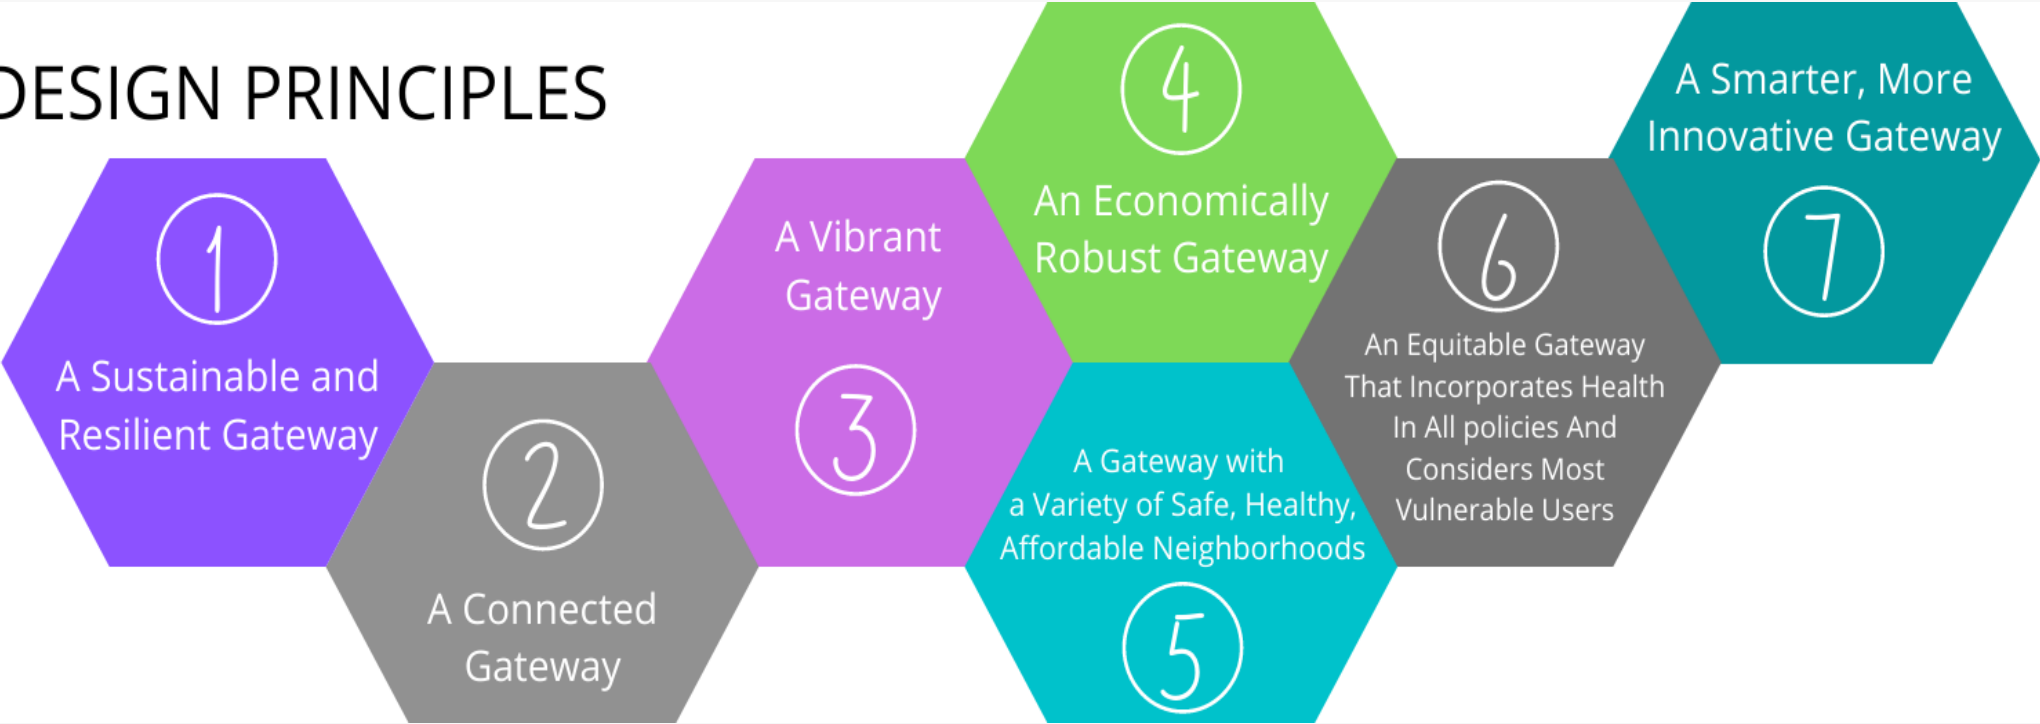 DESIGN PRINCIPLES
1
A Sustainable and
Resilient Gateway
2
A Connected
Gateway
A Vibrant
Gateway
3
4
An Economically
Robust Gateway
A Gateway with
a Variety of Safe, Healthy,
Affordable Neighborhoods
5
6
An Equitable Gateway
That Incorporates Health
In All policies And
Considers Most
Vulnerable Users
A Smarter, More
Innovative Gateway
7